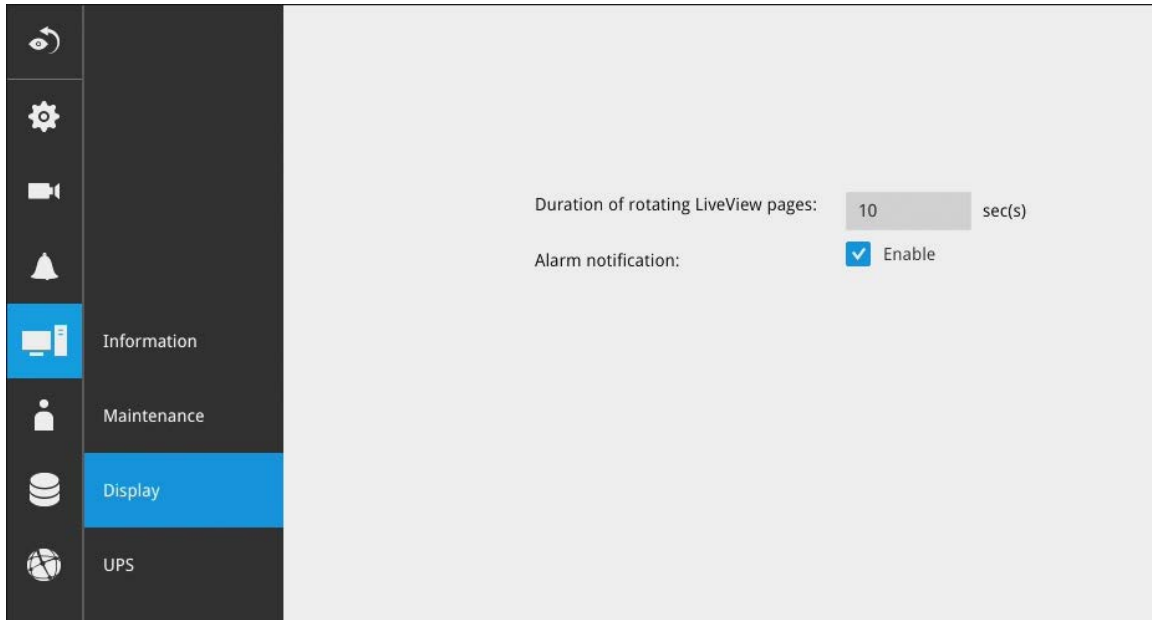 Information
Maintenance
Display
UPS
Duration of rotating LiveView pages: 10 sec(s)
Alarm notification: Enable